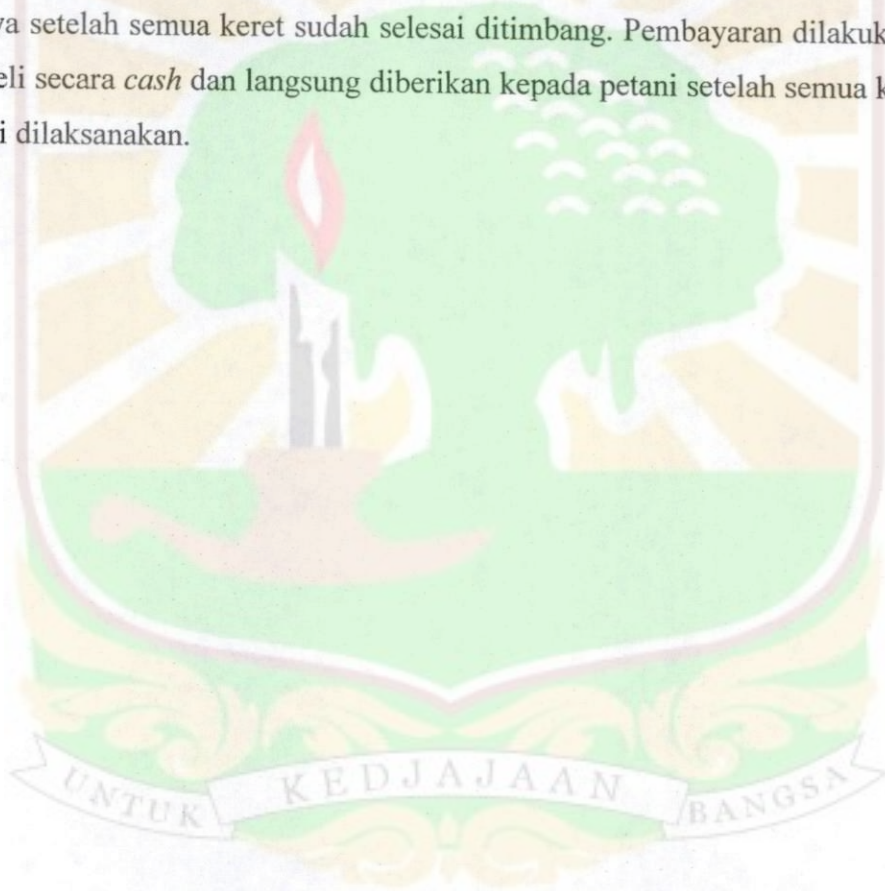 setelah semua keret sudah selesai ditimbang. Pembayaran dilakuk
secara cash dan langsung diberikan kepada petani setelah semua k
dilaksanakan.
UNTUK KEDJAJAAN BANGSA